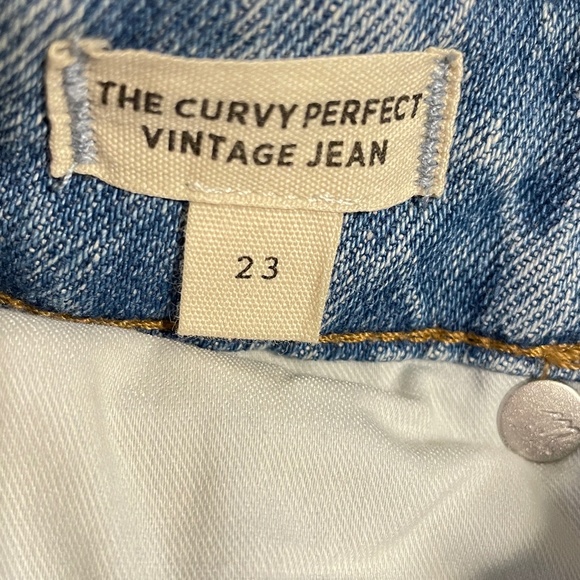 THE CURVY PERFECT
VINTAGE JEAN
23